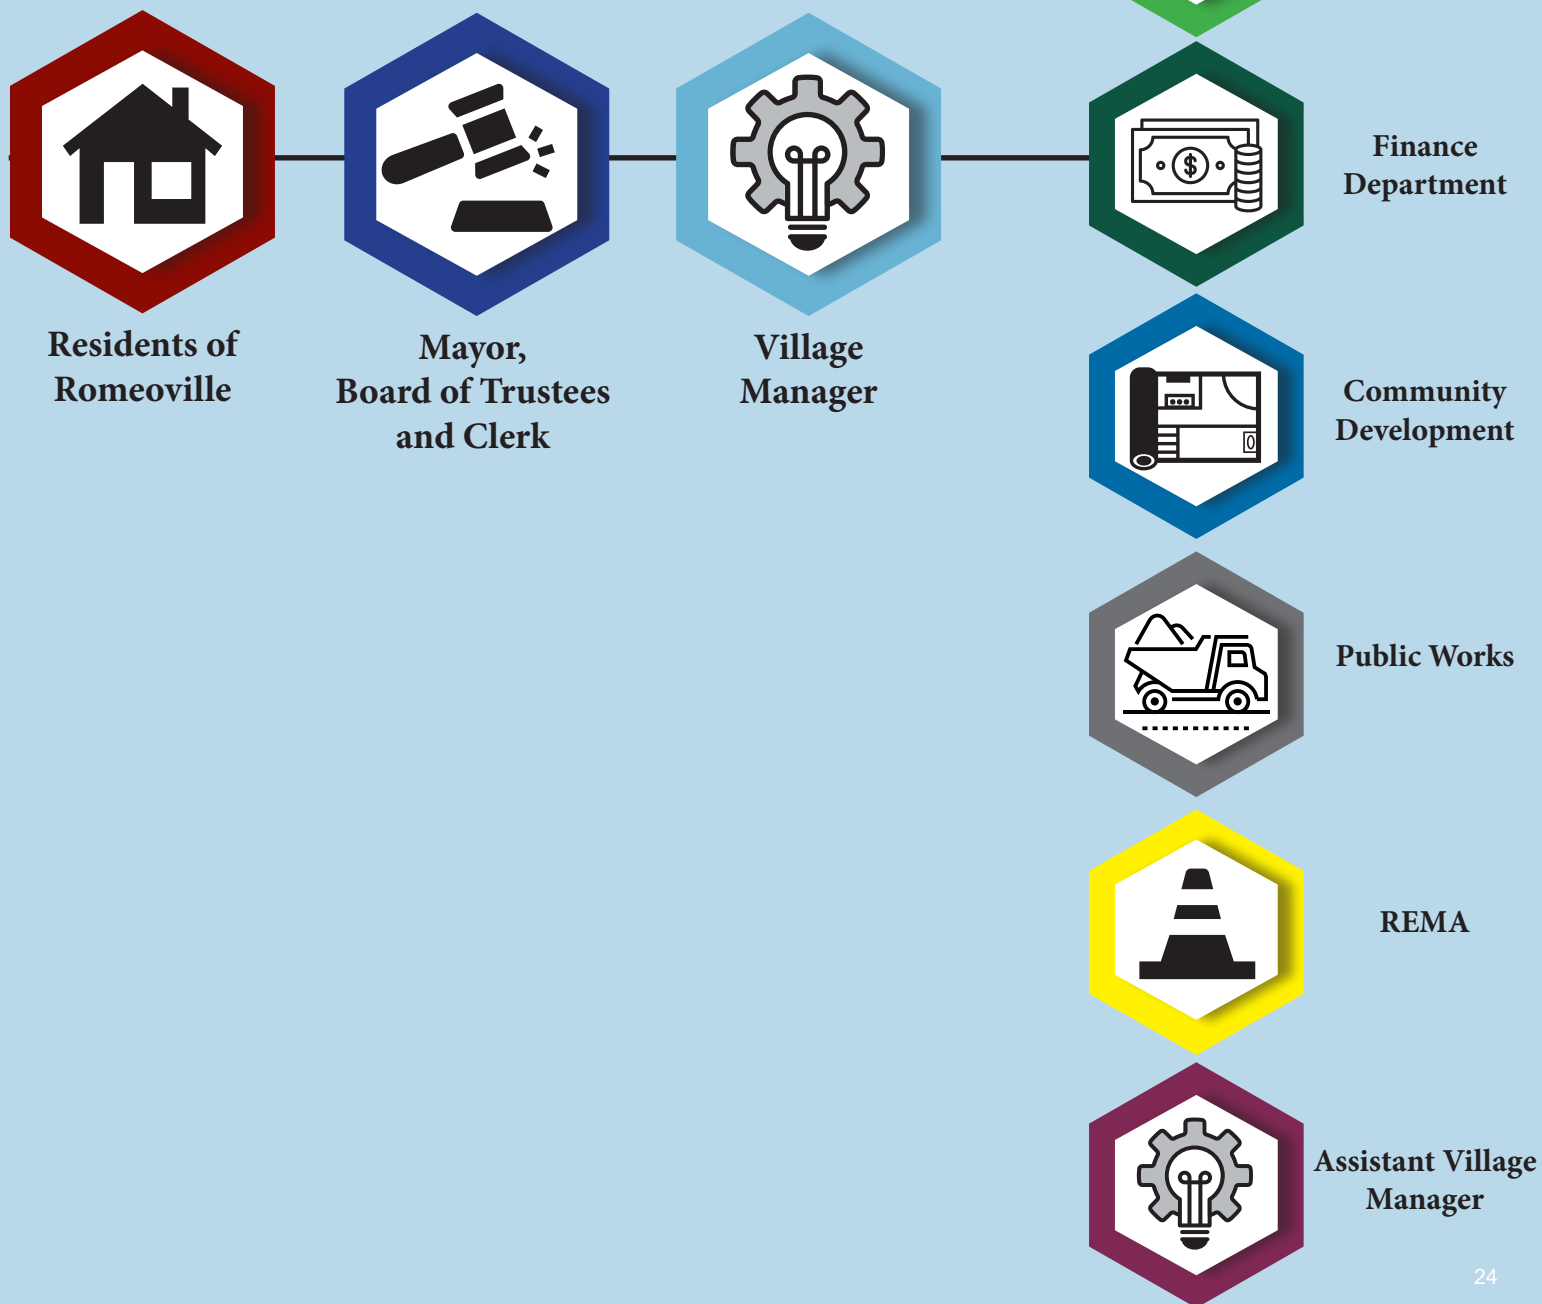 Residents of
Romeoville
Mayor,
Board of Trustees
and Clerk
Village
Manager
$
Finance
Department
Community
Development
Public Works
REMA
Assistant Village
Manager
24